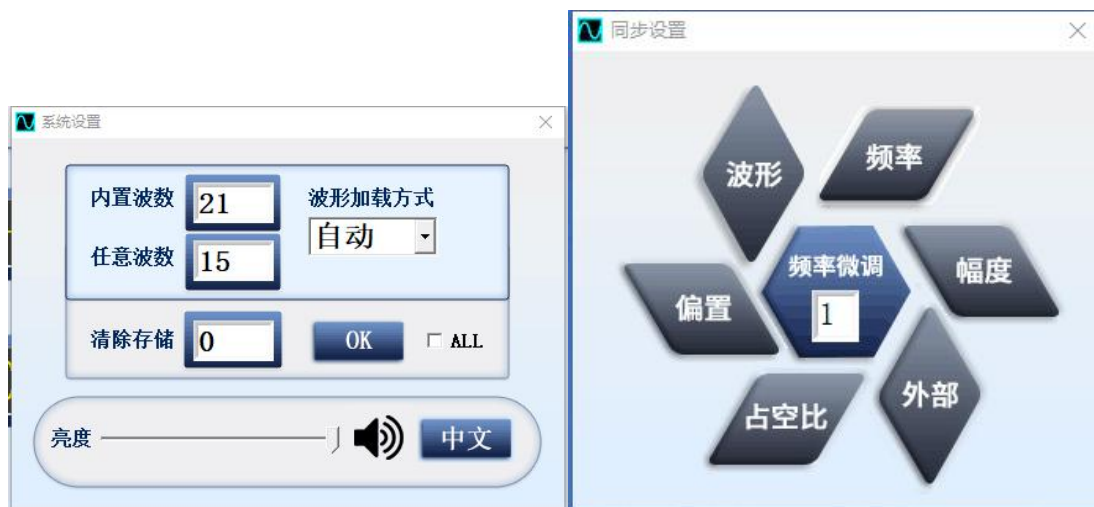 系统设置
内置波数 21 波形加载方式
自动
任意波数 15
清除存储 0 OK ALL
亮度 中文
同步设置
波形 频率
频率微调
1
偏置 幅度
占空比 外部